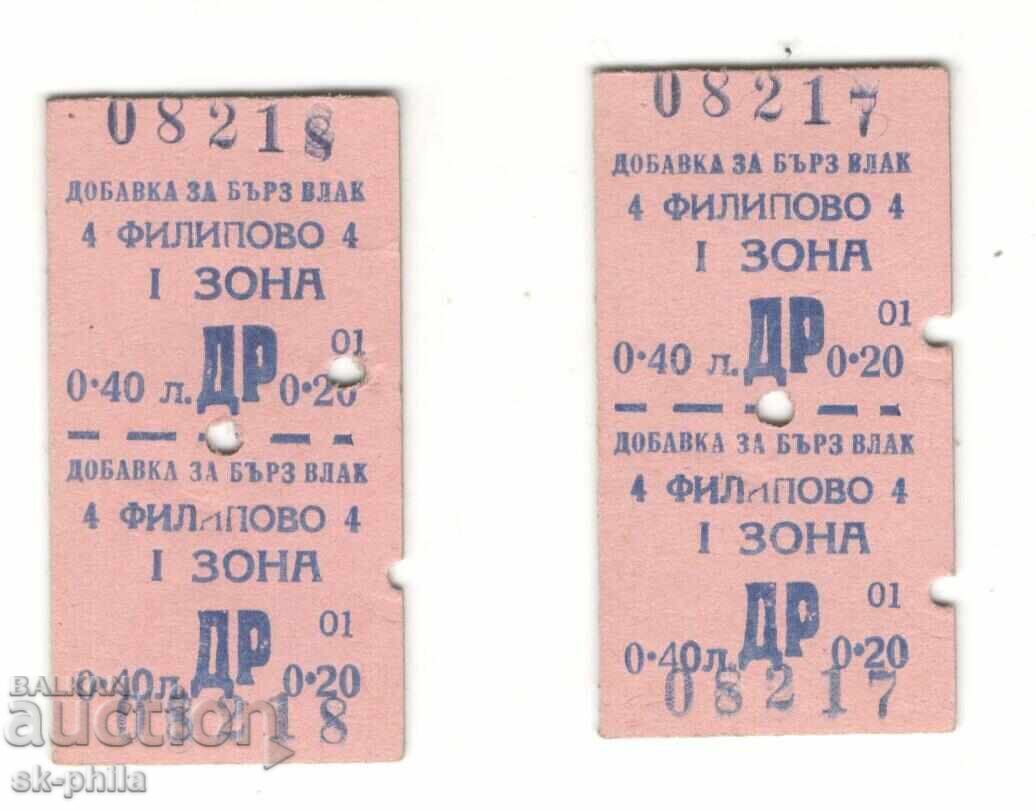 08218
ДОБАВКА ЗА БЪРЗ ВЛАК
4 ФИЛИПОВО 4
I ЗОНА
01
0·40 л. ДР 0·20
ДОБАВКА ЗА БЪРЗ ВЛАК
4 ФИЛИПОВО 4
I ЗОНА
01
0·40 л. ДР 0·20
08218
08217
ДОБАВКА ЗА БЪРЗ ВЛАК
4 ФИЛИПОВО 4
I ЗОНА
01
0·40 л. ДР 0·20
ДОБАВКА ЗА БЪРЗ ВЛАК
4 ФИЛИПОВО 4
I ЗОНА
01
0·40 л. ДР 0·20
08217
BALKAN
auction
sk-phila